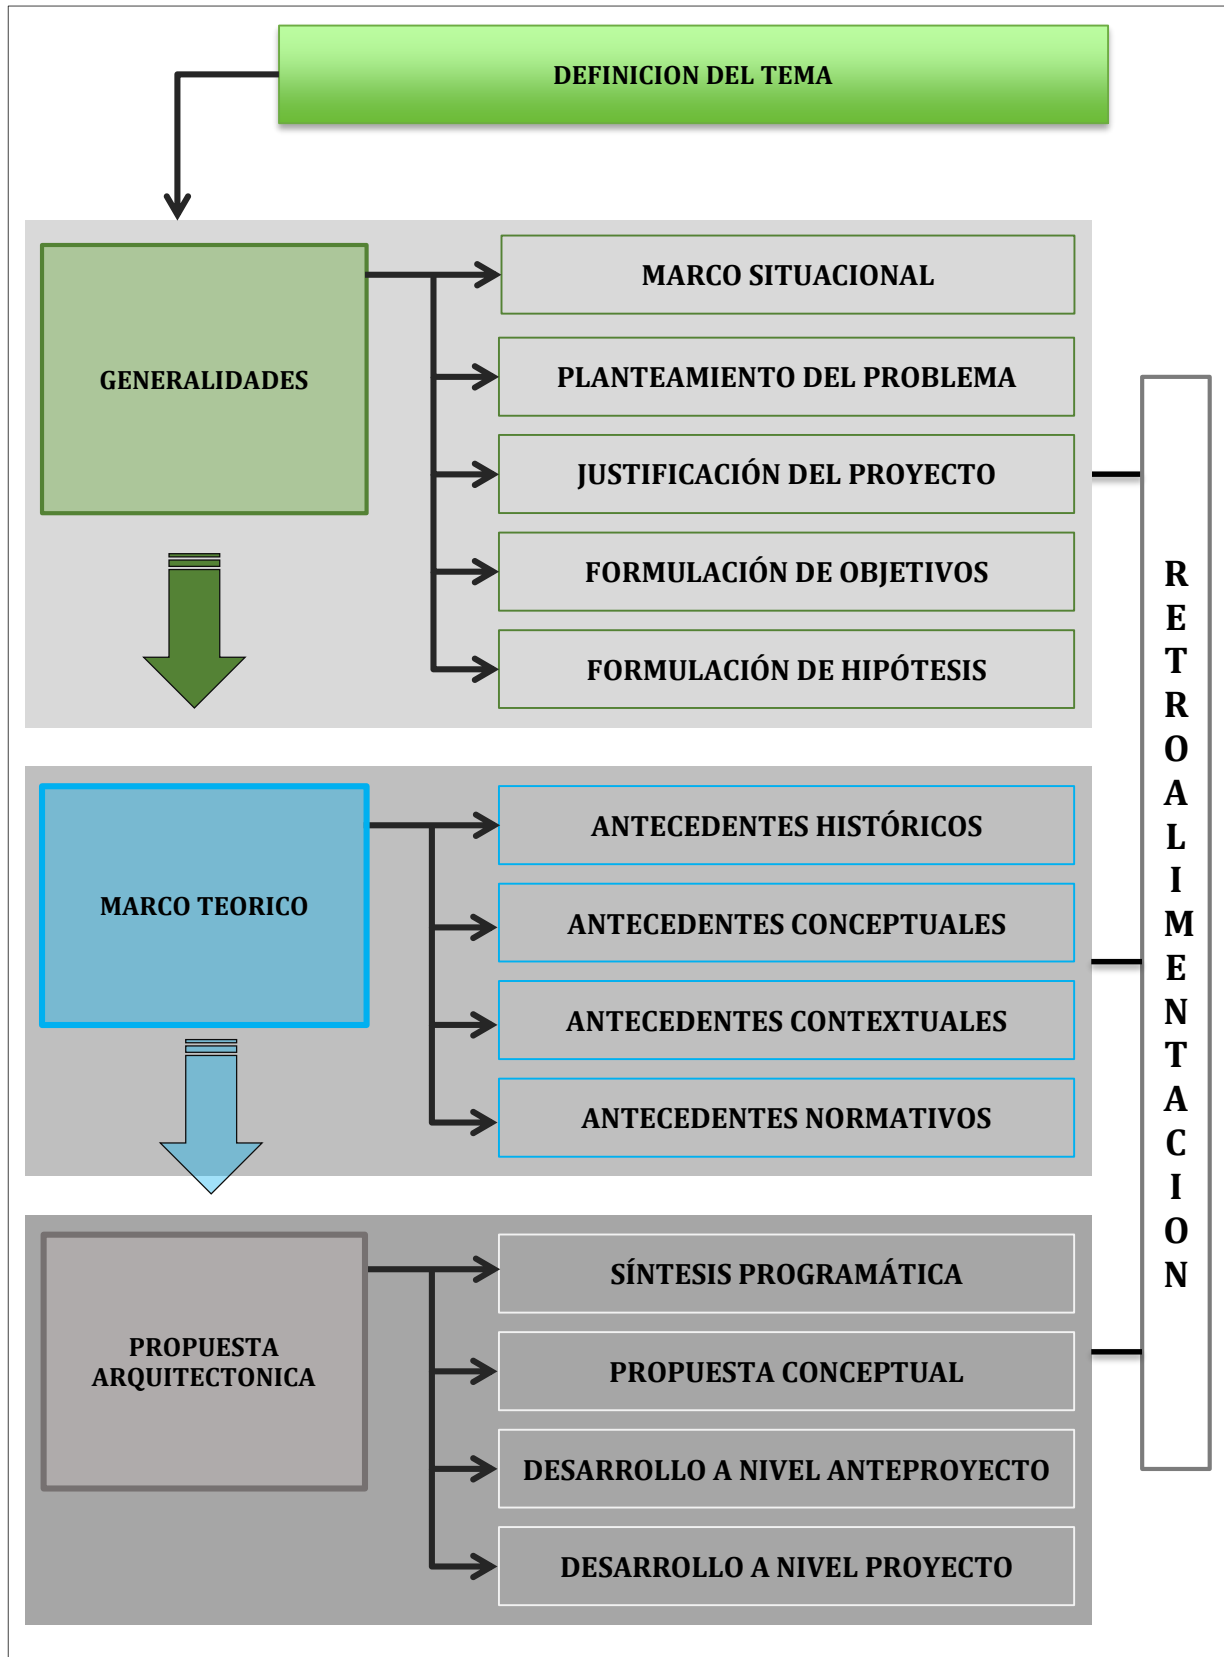 DEFINICION DEL TEMA
GENERALIDADES
MARCO SITUACIONAL
PLANTEAMIENTO DEL PROBLEMA
JUSTIFICACIÓN DEL PROYECTO
FORMULACIÓN DE OBJETIVOS
FORMULACIÓN DE HIPÓTESIS
MARCO TEORICO
ANTECEDENTES HISTÓRICOS
ANTECEDENTES CONCEPTUALES
ANTECEDENTES CONTEXTUALES
ANTECEDENTES NORMATIVOS
PROPUESTA
ARQUITECTONICA
SÍNTESIS PROGRAMÁTICA
PROPUESTA CONCEPTUAL
DESARROLLO A NIVEL ANTEPROYECTO
DESARROLLO A NIVEL PROYECTO
RETROALIMENTACION